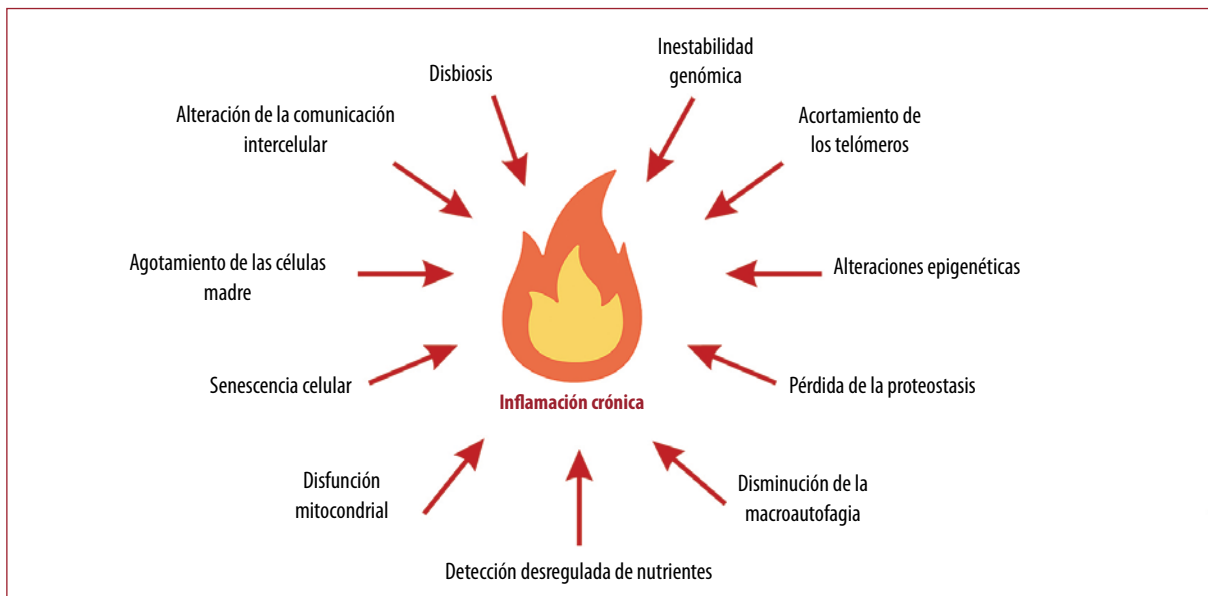 Inestabilidad
genómica
Disbiosis
Alteración de la comunicación
intercelular
Acortamiento de
los telómeros
Agotamiento de las células
madre
Alteraciones epigenéticas
Senescencia celular
Pérdida de la proteostasis
Inflamación crónica
Disfunción
mitocondrial
Disminución de la
macroautofagia
Detección desregulada de nutrientes